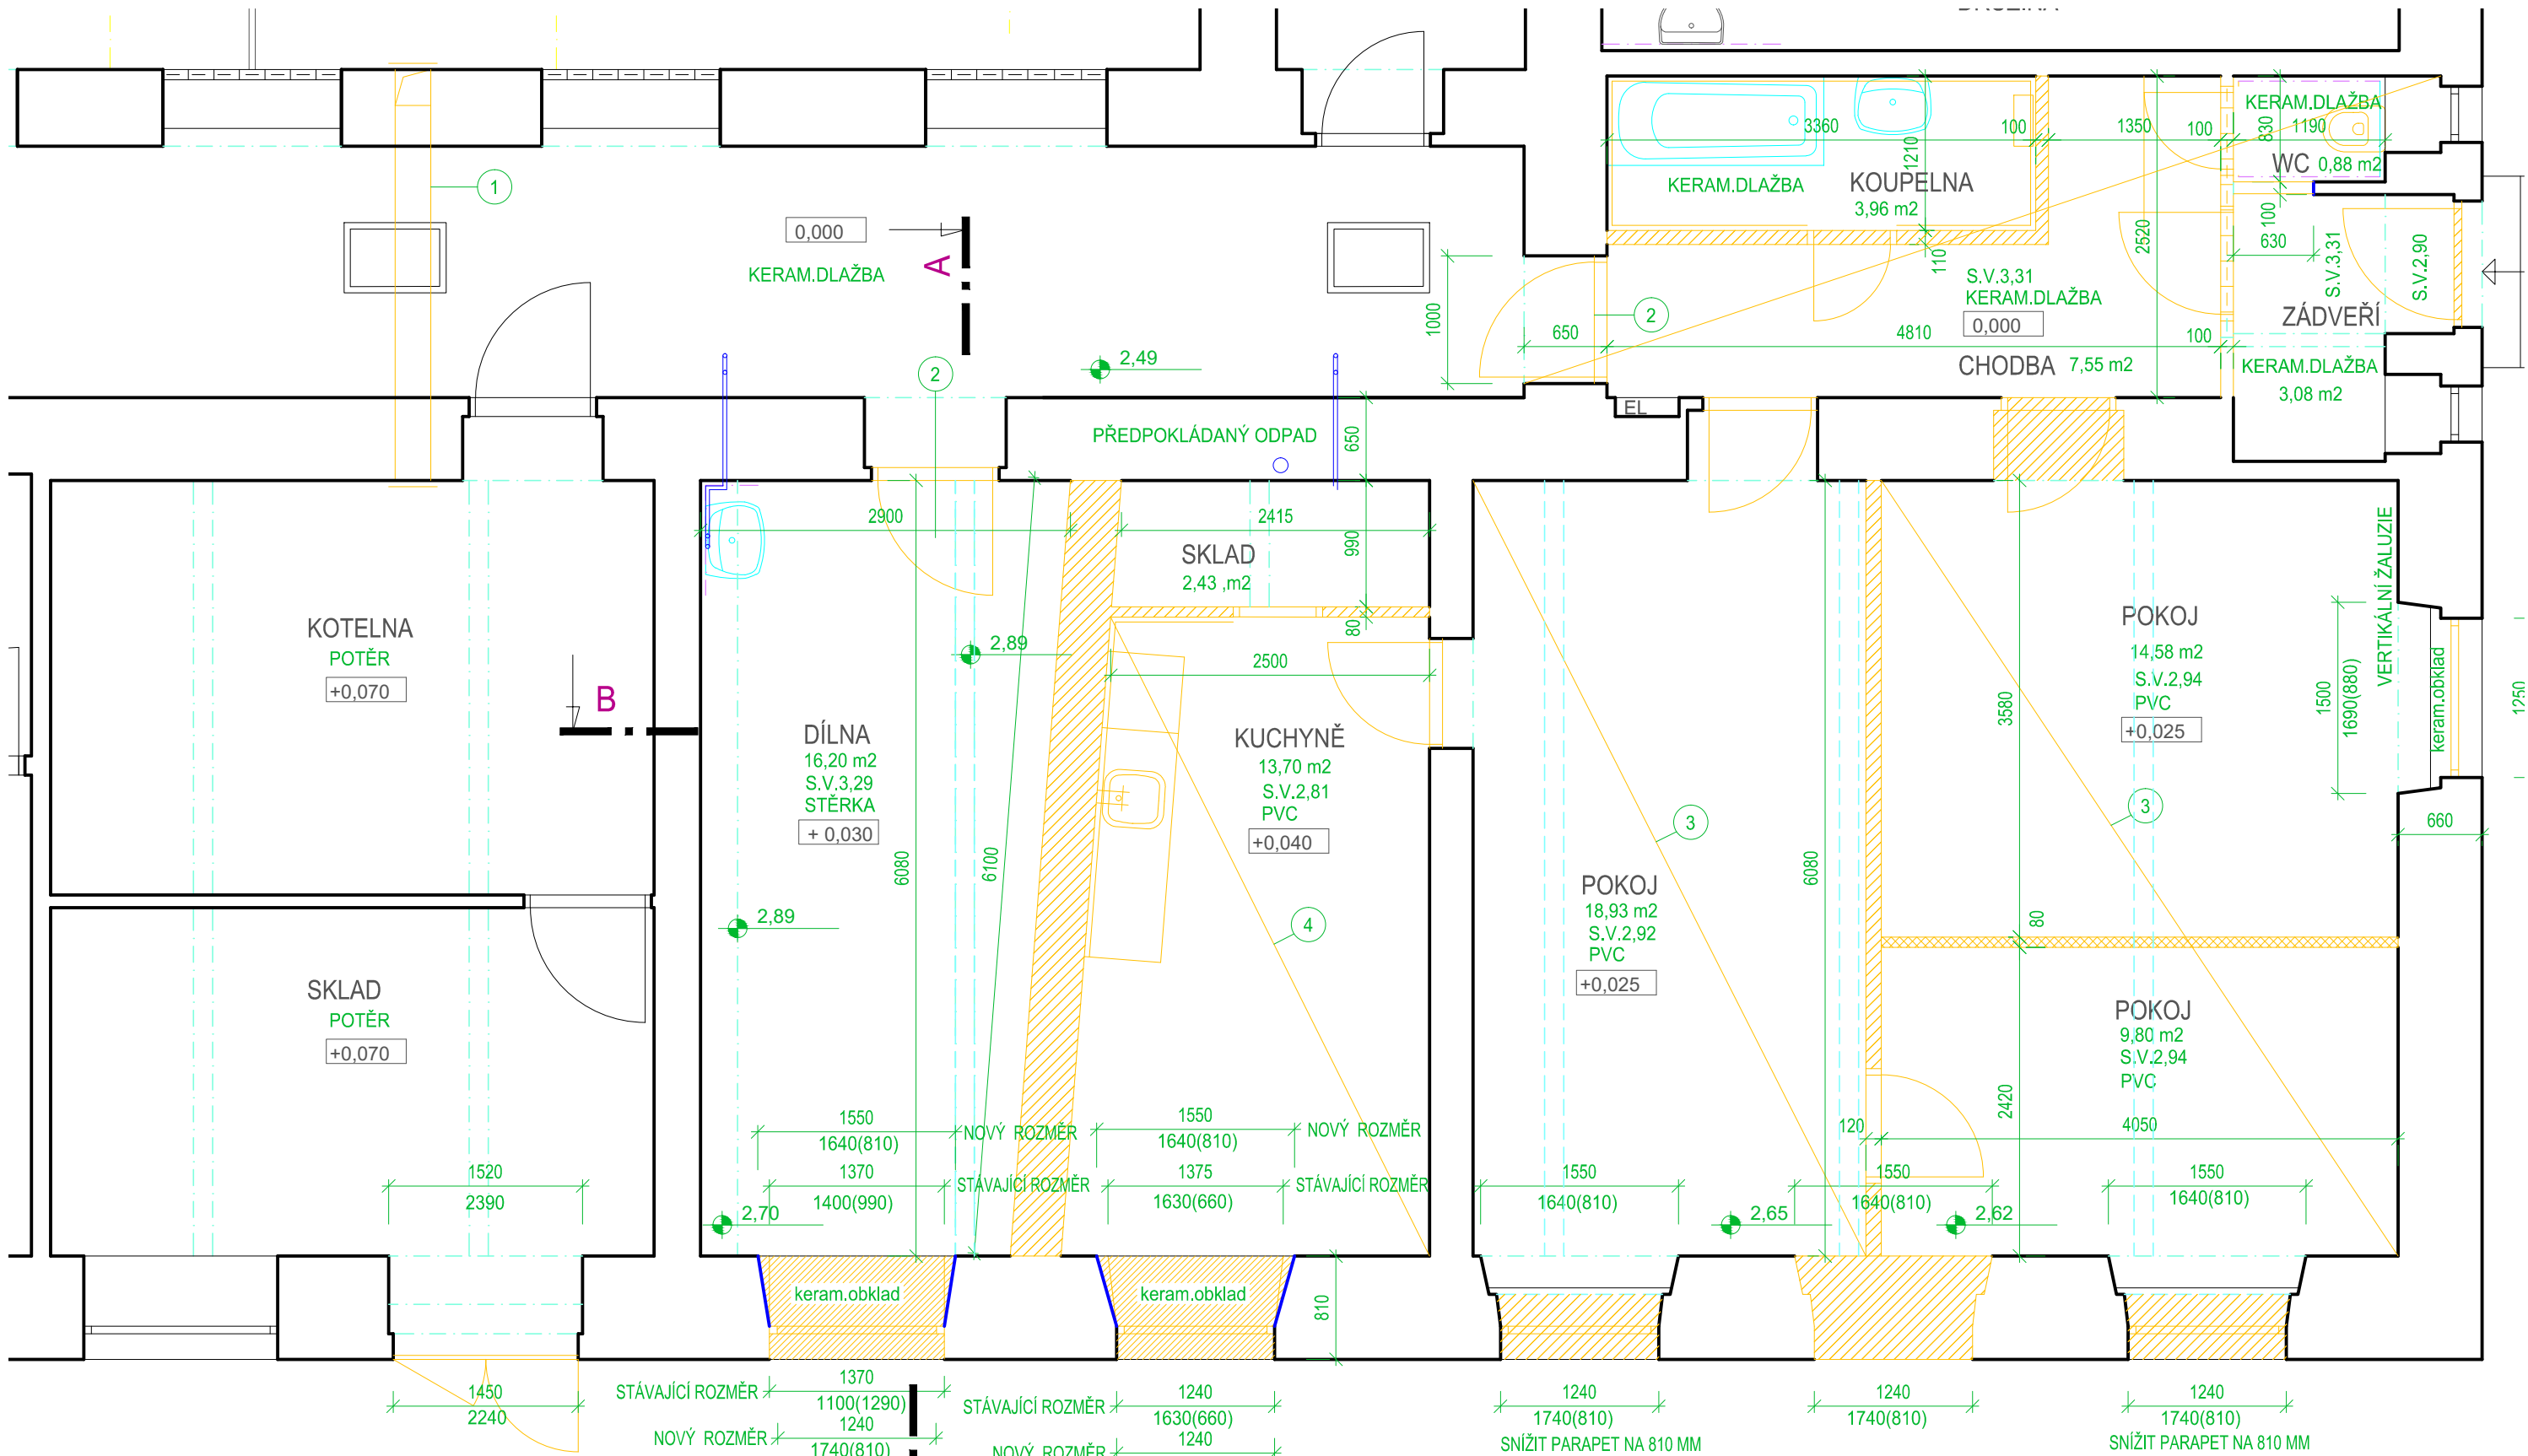 1
0,000
KERAM.DLAŽBA
A
2,49
2
PŘEDPOKLÁDANÝ ODPAD
650
1000
650
2
EL
3360
100
1350
100
1210
KERAM.DLAŽBA
KOUPELNA
3,96 m2
110
S.V.3,31
KERAM.DLAŽBA
0,000
4810
100
CHODBA 7,55 m2
2520
KERAM.DLAŽBA
830
1190
WC 0,88 m2
100
630
S.V.3,31
S.V.2,90
ZÁDVEŘÍ
KERAM.DLAŽBA
3,08 m2
KOTELNA
POTĚR
+0,070
B
SKLAD
POTĚR
+0,070
1520
2390
1450
2240
2900
2415
SKLAD
2,43 ,m2
990
80
2,89
2500
DÍLNA
16,20 m2
S.V.3,29
STĚRKA
+ 0,030
6080
6100
2,89
2,70
KUCHYNĚ
13,70 m2
S.V.2,81
PVC
+0,040
4
1550
1640(810)
NOVÝ ROZMĚR
1370
1400(990)
STÁVAJÍCÍ ROZMĚR
1550
1640(810)
NOVÝ ROZMĚR
1375
1630(660)
STÁVAJÍCÍ ROZMĚR
keram.obklad
keram.obklad
810
3
POKOJ
18,93 m2
S.V.2,92
PVC
+0,025
6080
1550
1640(810)
2,65
POKOJ
14,58 m2
S.V.2,94
PVC
+0,025
3580
3
80
VERTIKÁLNÍ ŽALUZIE
1500
1690(880)
keram.obklad
1250
660
POKOJ
9,80 m2
S.V.2,94
PVC
2420
120
4050
1550
1640(810)
2,62
1550
1640(810)
STÁVAJÍCÍ ROZMĚR
1370
1100(1290)
NOVÝ ROZMĚR
1240
1740(810)
STÁVAJÍCÍ ROZMĚR
1240
1630(660)
NOVÝ ROZMĚR
1240
1240
1740(810)
SNÍŽIT PARAPET NA 810 MM
1240
1740(810)
1240
1740(810)
SNÍŽIT PARAPET NA 810 MM